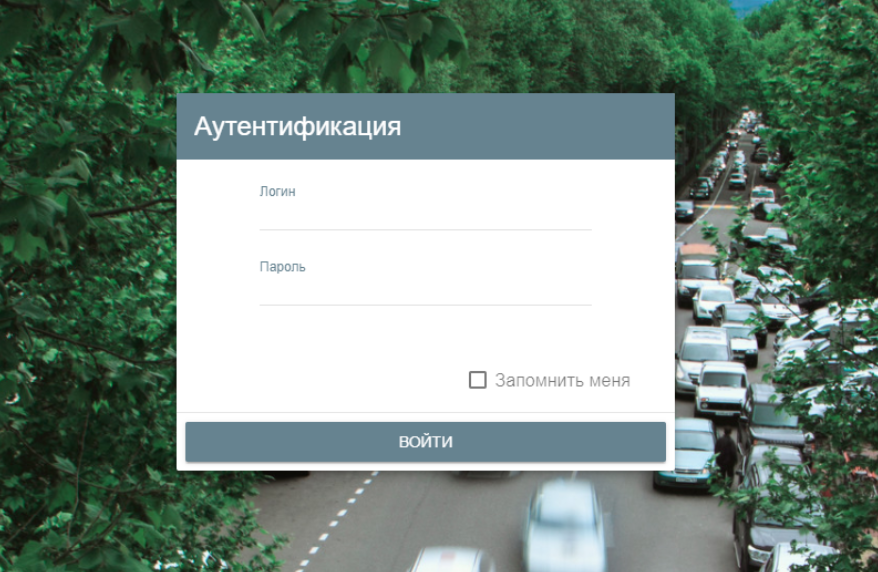 Аутентификация
Логин
Пароль
Запомнить меня
ВОЙТИ